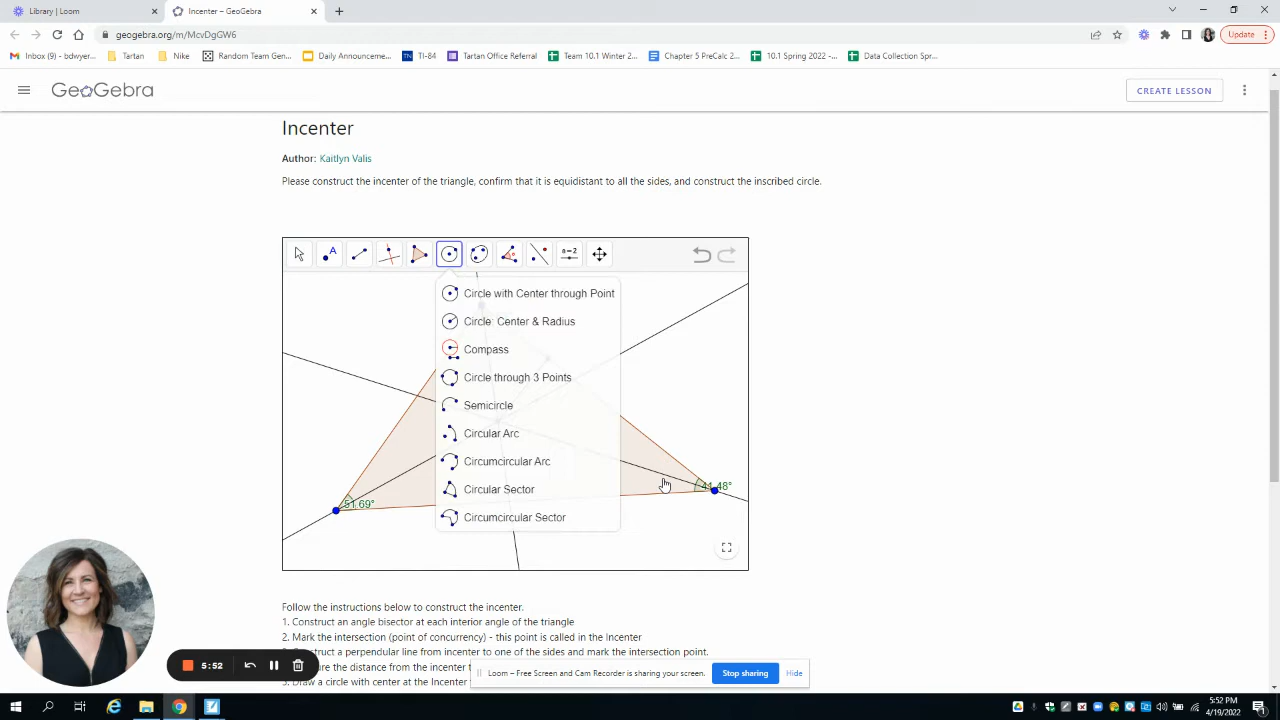 Library | Loom
Incenter – GeoGebra
geogebra.org/m/McvDgGW6
Update
Inbox (9) - bdwyer...
Tartan
Nike
Random Team Gen...
Daily Announceme...
TI-84
Tartan Office Referral
Team 10.1 Winter 2...
Chapter 5 PreCalc 2...
10.1 Spring 2022 -...
Data Collection Spr...
GeoGebra
CREATE LESSON
Incenter
Author: Kaitlyn Valis
Please construct the incenter of the triangle, confirm that it is equidistant to all the sides, and construct the inscribed circle.
A
a=2
Circle with Center through Point
Circle: Center & Radius
Compass
Circle through 3 Points
Semicircle
Circular Arc
Circumcircular Arc
Circular Sector
Circumcircular Sector
51.69°
44.48°
Follow the instructions below to construct the incenter.
1. Construct an angle bisector at each interior angle of the triangle
2. Mark the intersection (point of concurrency) - this point is called in the Incenter
a perpendicular line from incenter to one of the sides and mark the intersection point.
the distance from the incenter
Draw a circle with center at the Incenter
5:52
Loom – Free Screen and Cam Recorder is sharing your screen.
Stop sharing
Hide
5:52 PM
4/19/2022